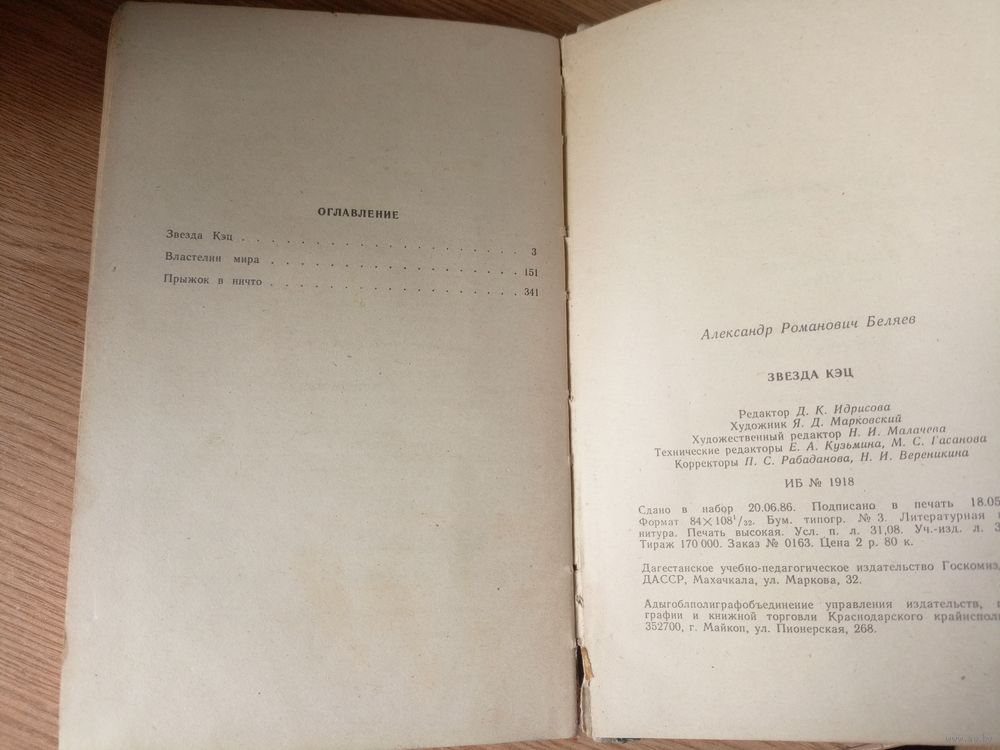 ОГЛАВЛЕНИЕ
Звезда Кэц . . . . . . . . . . . . . . . . . . . 3
Властелин мира . . . . . . . . . . . . . . . . . 151
Прыжок в ничто . . . . . . . . . . . . . . . . . 341
Александр Романович Беляев
ЗВЕЗДА КЭЦ
Редактор Д. К. Идрисова
Художник Я. Д. Марковский
Художественный редактор Н. И. Малачева
Технические редакторы Е. А. Кузьмина, М. С. Гасанова
Корректоры П. С. Рабаданова, Н. И. Вереникина
ИБ № 1918
Сдано в набор 20.06.86. Подписано в печать 18.05
Формат 84×108¹/₃₂. Бум. типогр. № 3. Литературная
нитура. Печать высокая. Усл. п. л. 31,08. Уч.-изд. л. 3
Тираж 170 000. Заказ № 0163. Цена 2 р. 80 к.
Дагестанское учебно-педагогическое издательство Госкомизд
ДАССР, Махачкала, ул. Маркова, 32.
Адыгоблполиграфобъединение управления издательств,
графии и книжной торговли Краснодарского крайисполк
352700, г. Майкоп, ул. Пионерская, 268.